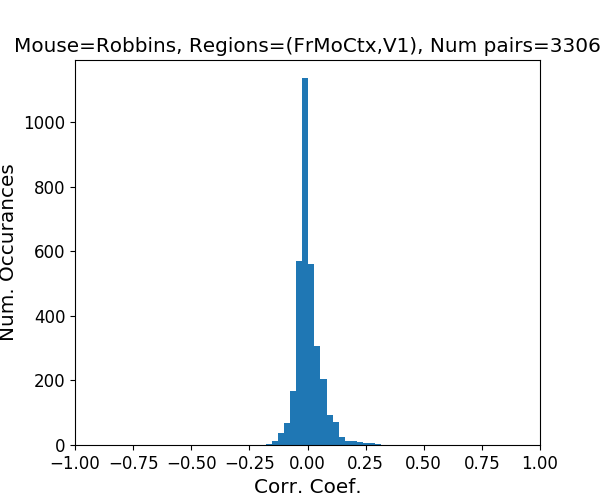 Mouse=Robbins, Regions=(FrMoCtx,V1), Num pairs=3306
1000
800
600
400
200
0
Num. Occurances
−1.00 −0.75 −0.50 −0.25 0.00 0.25 0.50 0.75 1.00
Corr. Coef.